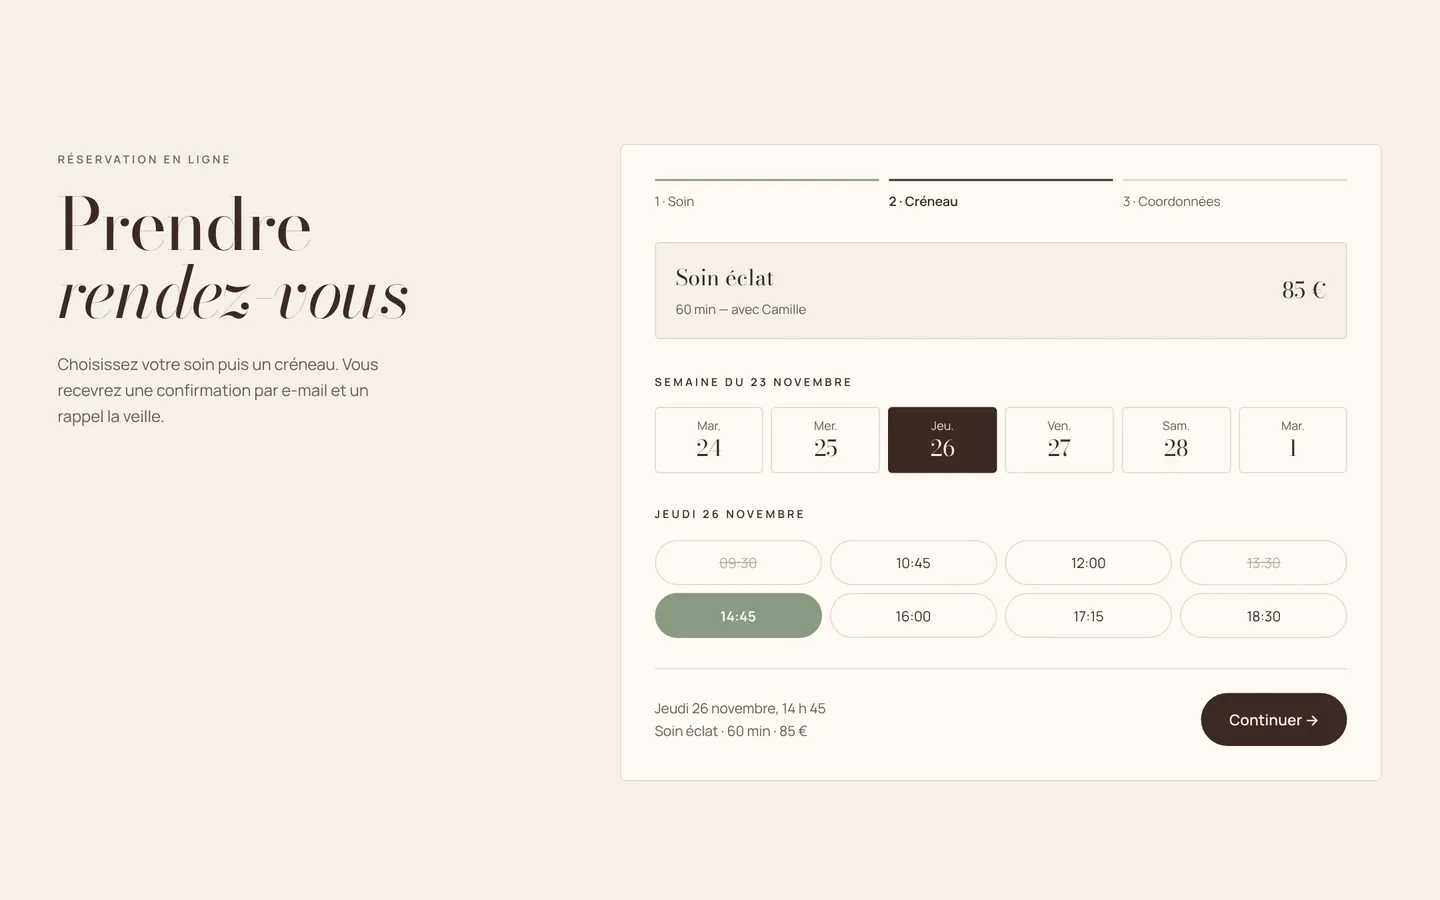 RÉSERVATION EN LIGNE
Prendre
rendez-vous
Choisissez votre soin puis un créneau. Vous
recevrez une confirmation par e-mail et un
rappel la veille.
1 · Soin
2 · Créneau
3 · Coordonnées
Soin éclat
60 min — avec Camille
85 €
SEMAINE DU 23 NOVEMBRE
Mar.
24
Mer.
25
Jeu.
26
Ven.
27
Sam.
28
Mar.
1
JEUDI 26 NOVEMBRE
09:30
10:45
12:00
13:30
14:45
16:00
17:15
18:30
Jeudi 26 novembre, 14 h 45
Soin éclat · 60 min · 85 €
Continuer →